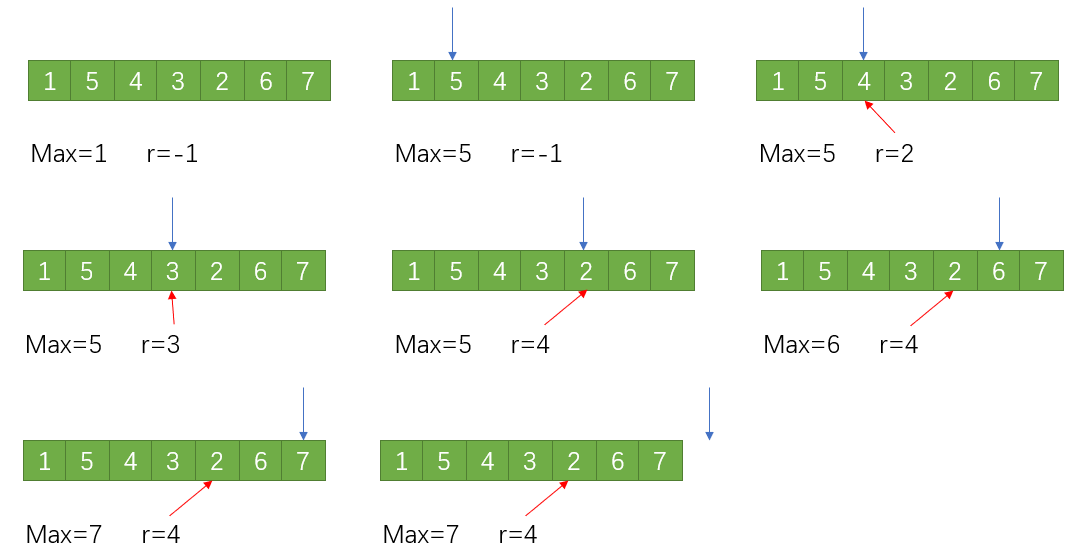 1 5 4 3 2 6 7
Max=1 r=-1
1 5 4 3 2 6 7
Max=5 r=-1
1 5 4 3 2 6 7
Max=5 r=2
1 5 4 3 2 6 7
Max=5 r=3
1 5 4 3 2 6 7
Max=5 r=4
1 5 4 3 2 6 7
Max=6 r=4
1 5 4 3 2 6 7
Max=7 r=4
1 5 4 3 2 6 7
Max=7 r=4